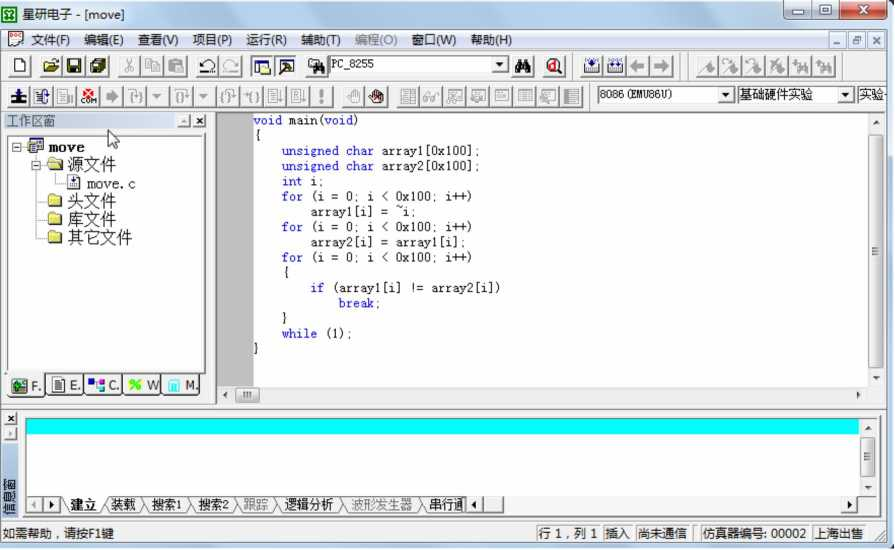 星研电子 - [move]
文件(F) 编辑(E) 查看(V) 项目(P) 运行(R) 辅助(T) 编程(O) 窗口(W) 帮助(H)
PC_8255
8086(EMU86U) 基础硬件实验 实验-
工作区窗
move
源文件
move.c
头文件
库文件
其它文件
F. E. C. W M.
void main(void)
{
unsigned char array1[0x100];
unsigned char array2[0x100];
int i;
for (i = 0; i < 0x100; i++)
array1[i] = ~i;
for (i = 0; i < 0x100; i++)
array2[i] = array1[i];
for (i = 0; i < 0x100; i++)
{
if (array1[i] != array2[i])
break;
}
while (1);
}
信息窗
建立 装载 搜索1 搜索2 跟踪 逻辑分析 波形发生器 串行通
如需帮助，请按F1键 行 1，列 1 插入 尚未通信 仿真器编号: 00002 上海出售